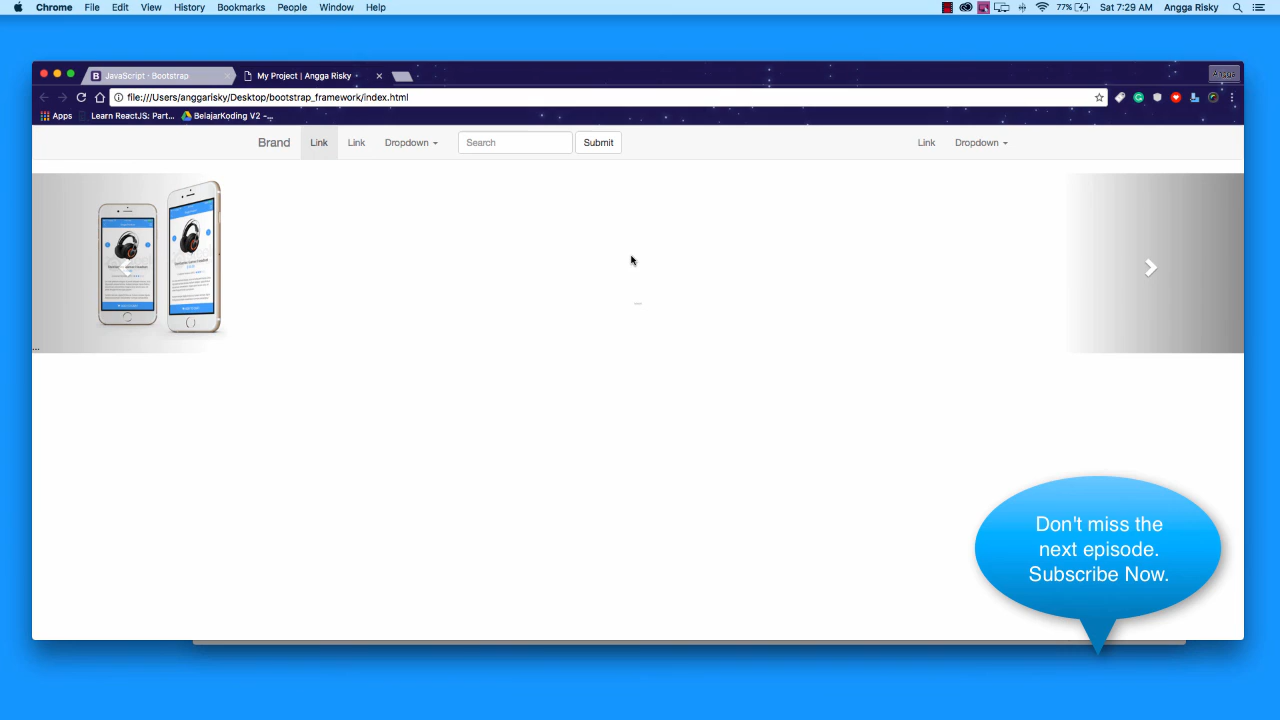 Chrome File Edit View History Bookmarks People Window Help 77% Sat 7:29 AM Angga Risky
JavaScript · Bootstrap My Project | Angga Risky Angga
file:///Users/anggarisky/Desktop/bootstrap_framework/index.html
Apps Learn ReactJS: Part... BelajarKoding V2 -...
Brand Link Link Dropdown Search Submit Link Dropdown
...
Don't miss the
next episode.
Subscribe Now.